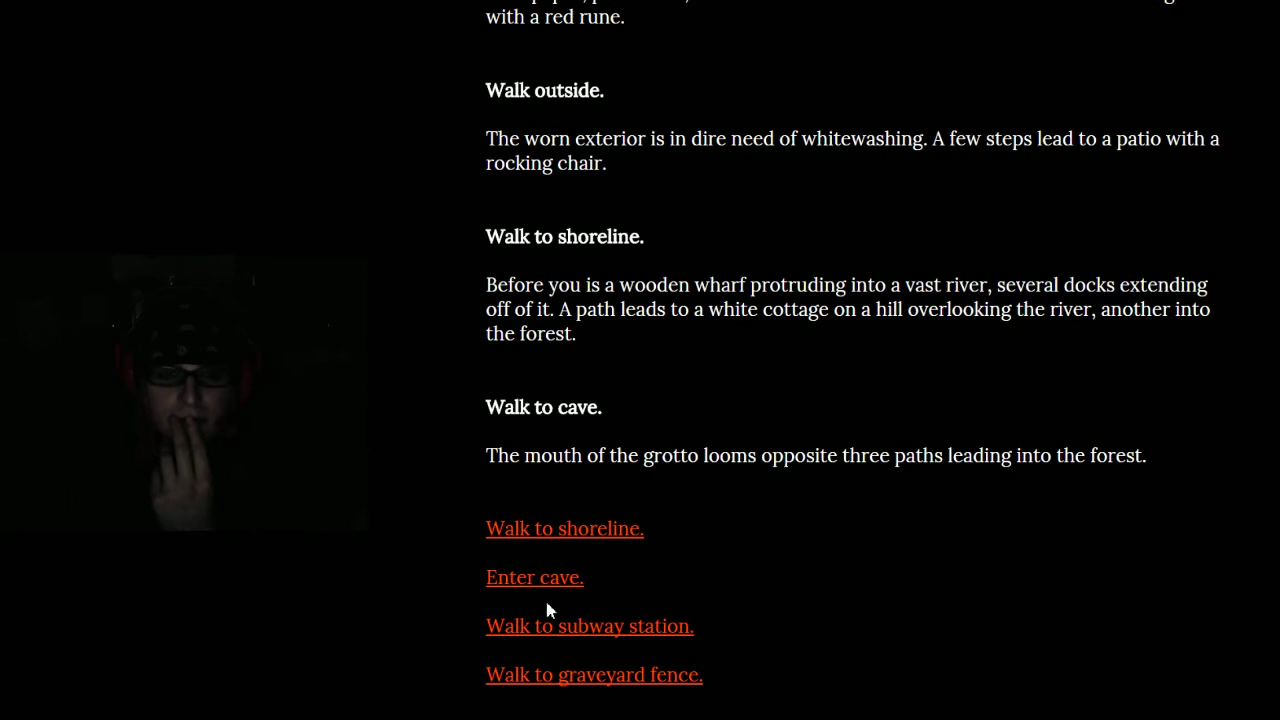 with a red rune.
Walk outside.
The worn exterior is in dire need of whitewashing. A few steps lead to a patio with a
rocking chair.
Walk to shoreline.
Before you is a wooden wharf protruding into a vast river, several docks extending
off of it. A path leads to a white cottage on a hill overlooking the river, another into
the forest.
Walk to cave.
The mouth of the grotto looms opposite three paths leading into the forest.
Walk to shoreline.
Enter cave.
Walk to subway station.
Walk to graveyard fence.